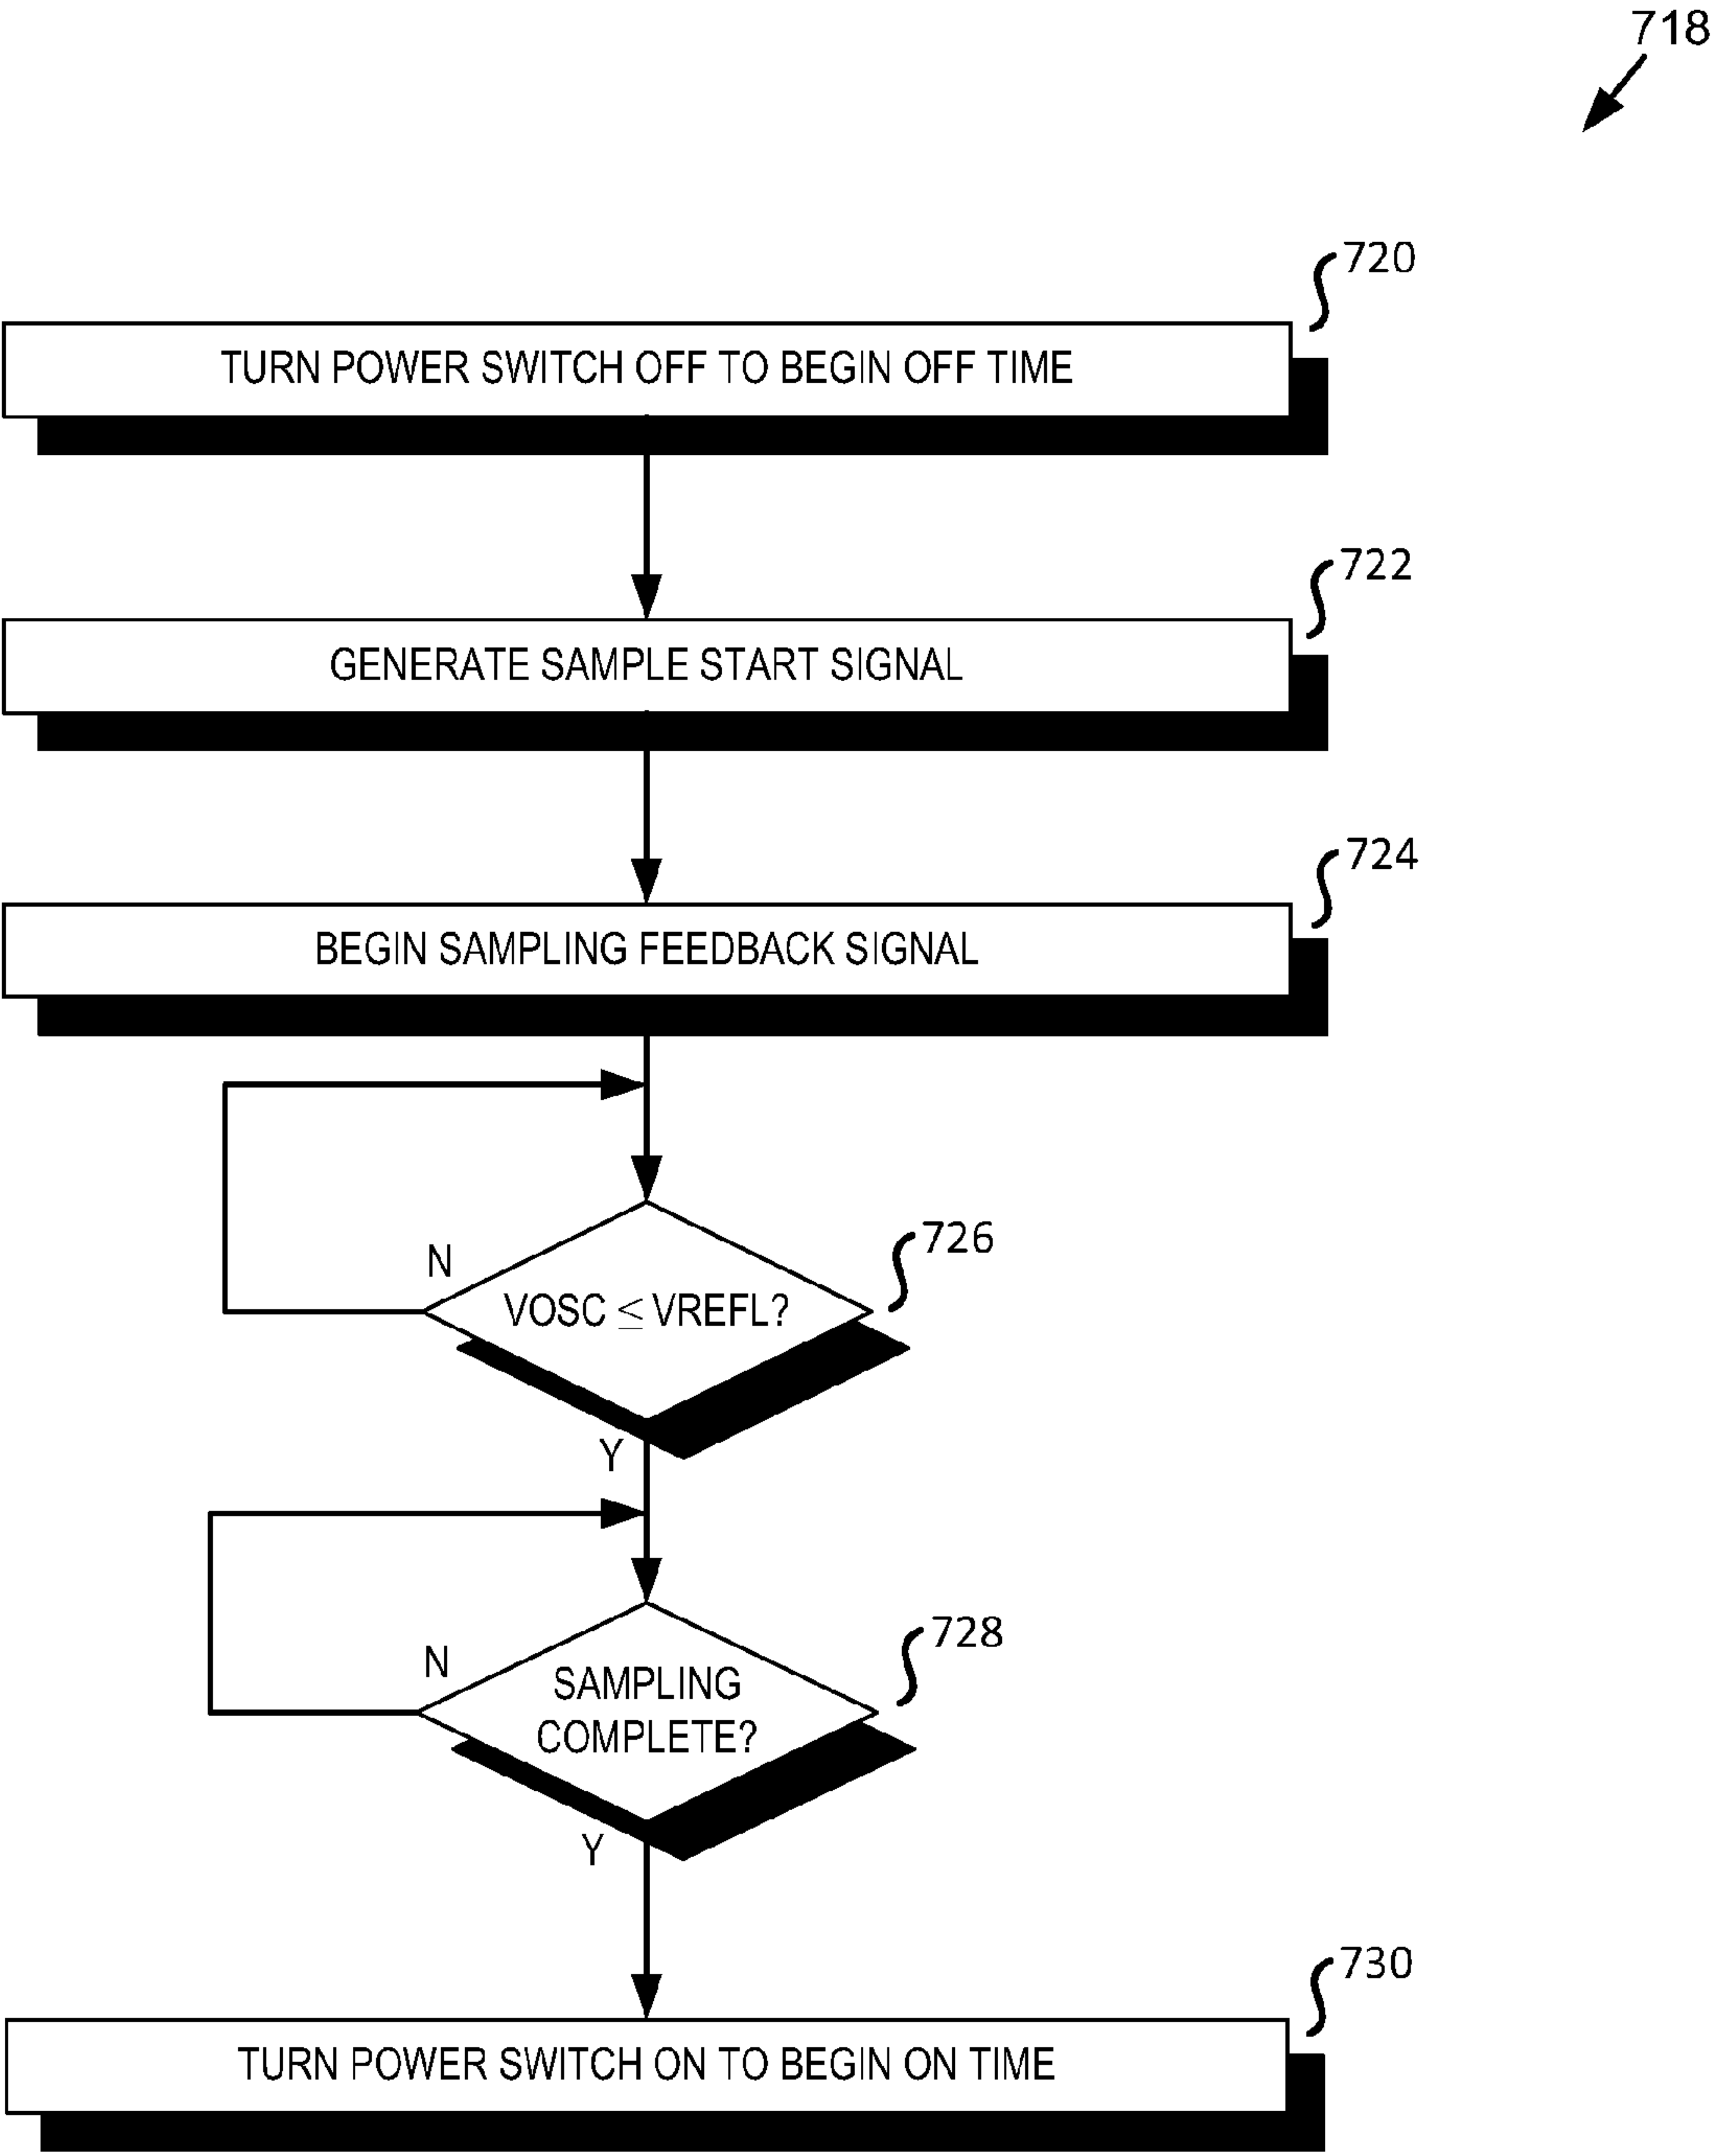 718
720
TURN POWER SWITCH OFF TO BEGIN OFF TIME
722
GENERATE SAMPLE START SIGNAL
724
BEGIN SAMPLING FEEDBACK SIGNAL
726
N
VOSC ≤ VREFL?
Y
728
N
SAMPLING
COMPLETE?
Y
730
TURN POWER SWITCH ON TO BEGIN ON TIME